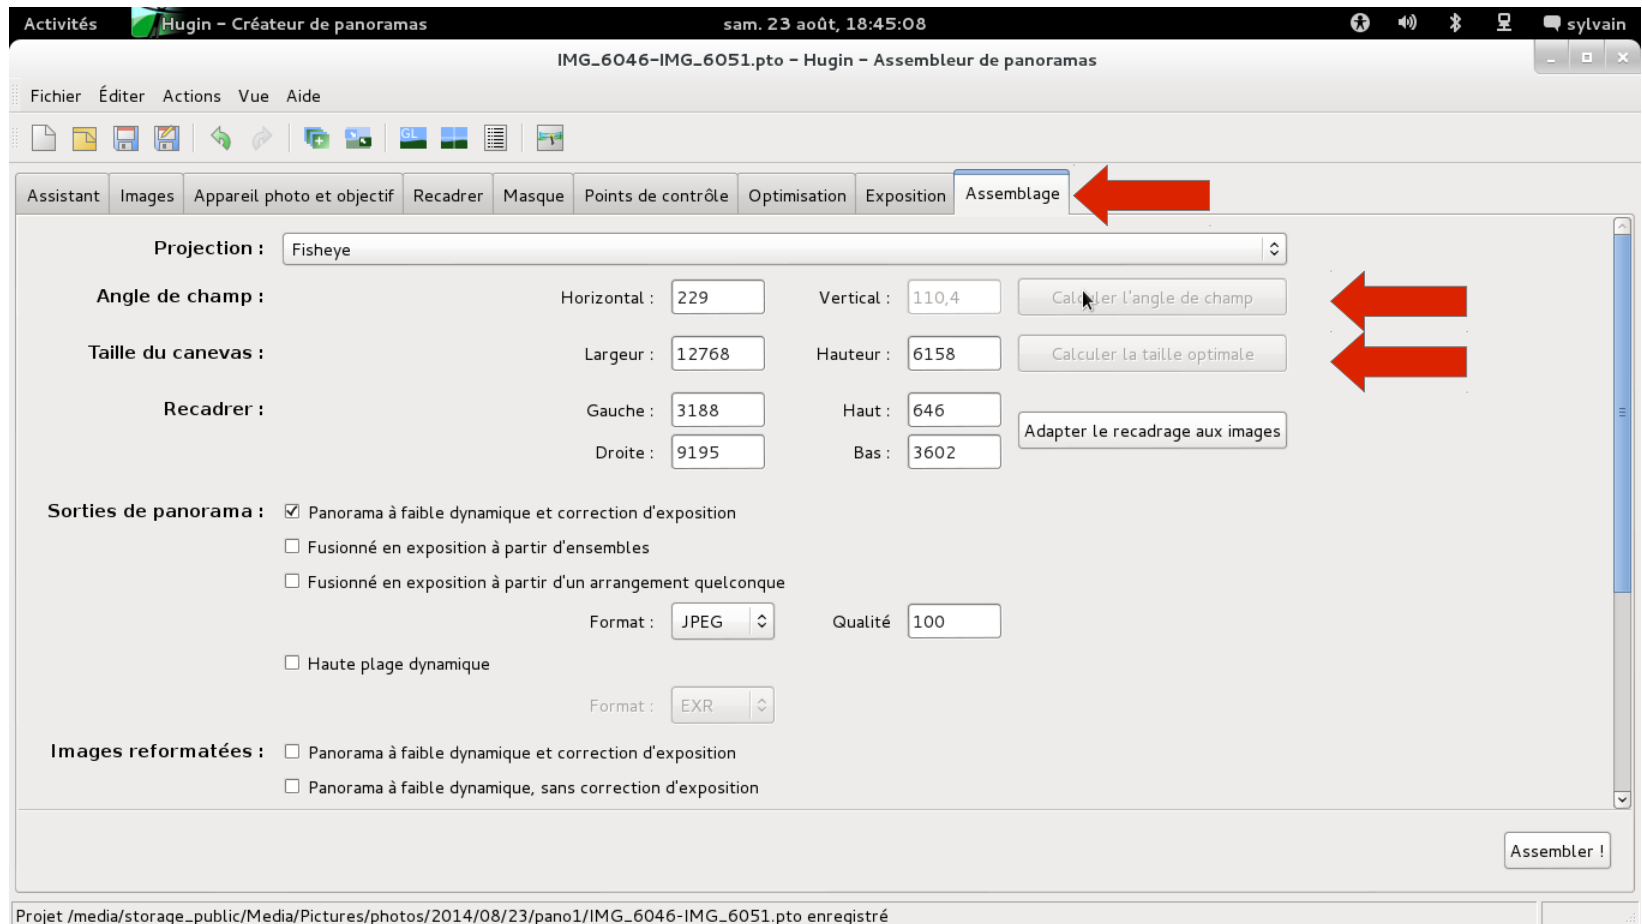 Activités Hugin – Créateur de panoramas sam. 23 août, 18:45:08 sylvain
IMG_6046-IMG_6051.pto – Hugin – Assembleur de panoramas
Fichier Éditer Actions Vue Aide
GL
Assistant Images Appareil photo et objectif Recadrer Masque Points de contrôle Optimisation Exposition Assemblage
Projection : Fisheye
Angle de champ : Horizontal : 229 Vertical : 110,4 Calculer l'angle de champ
Taille du canevas : Largeur : 12768 Hauteur : 6158 Calculer la taille optimale
Recadrer : Gauche : 3188 Haut : 646
Adapter le recadrage aux images
Droite : 9195 Bas : 3602
Sorties de panorama : Panorama à faible dynamique et correction d'exposition
Fusionné en exposition à partir d'ensembles
Fusionné en exposition à partir d'un arrangement quelconque
Format : JPEG Qualité 100
Haute plage dynamique
Format : EXR
Images reformatées : Panorama à faible dynamique et correction d'exposition
Panorama à faible dynamique, sans correction d'exposition
Assembler !
Projet /media/storage_public/Media/Pictures/photos/2014/08/23/pano1/IMG_6046-IMG_6051.pto enregistré